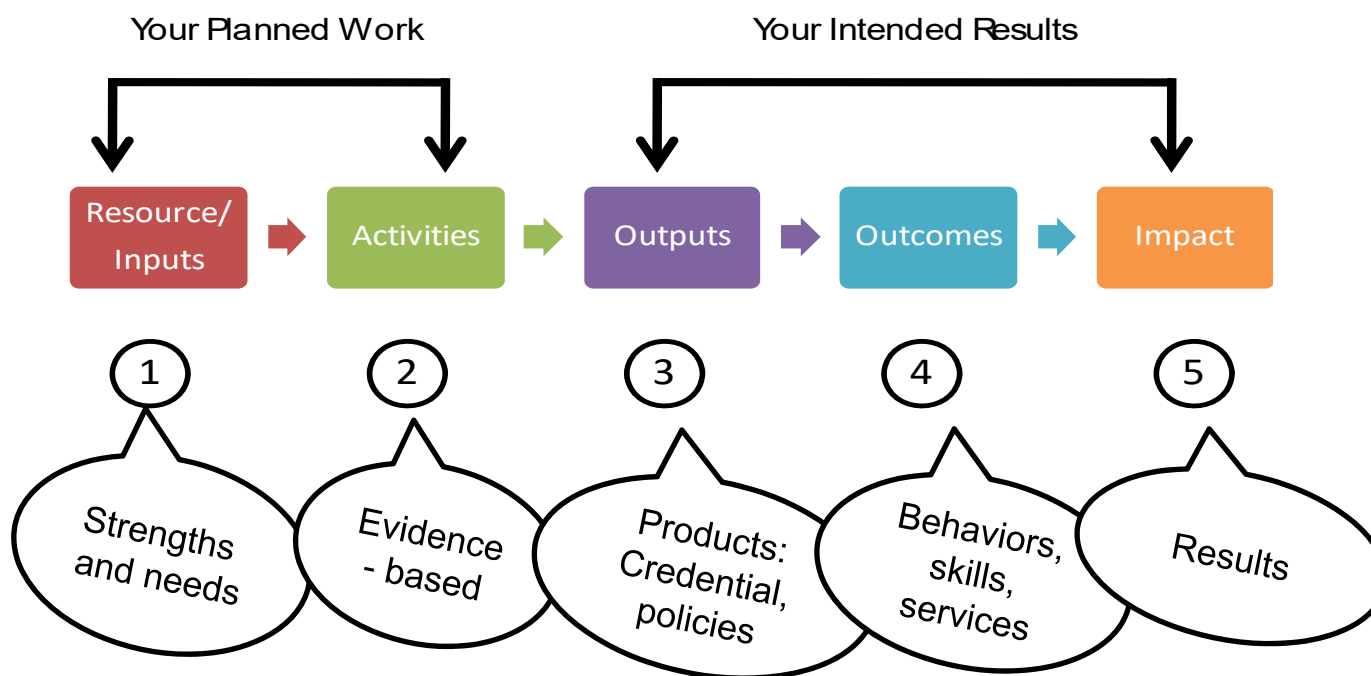 Your Planned Work
Your Intended Results
Resource/
Inputs
Activities
Outputs
Outcomes
Impact
1
2
3
4
5
Strengths
and needs
Evidence
- based
Products:
Credential,
policies
Behaviors,
skills,
services
Results